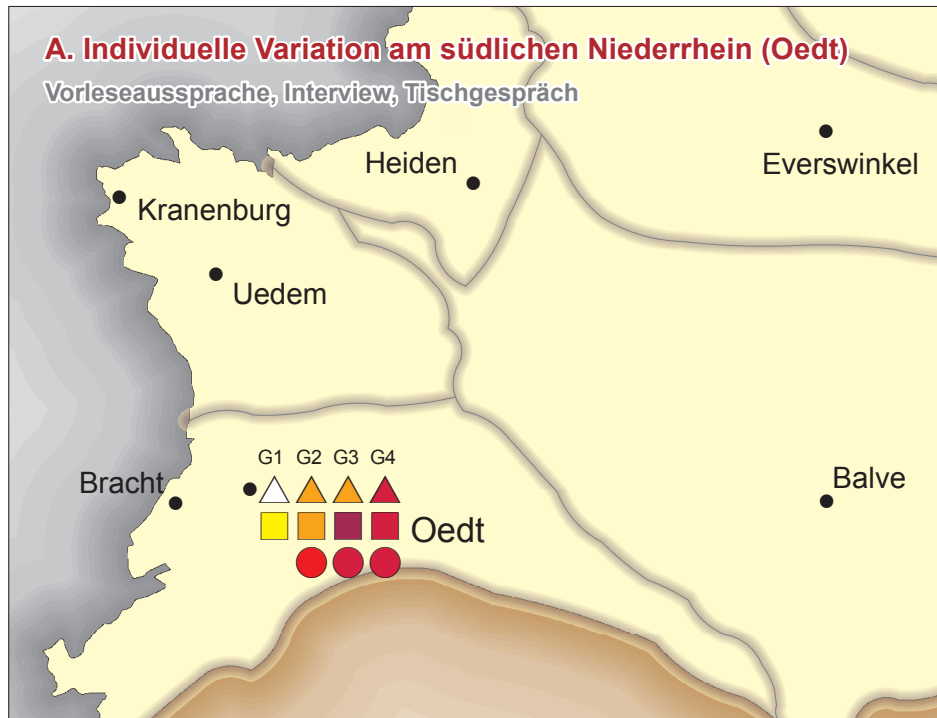 A. Individuelle Variation am südlichen Niederrhein (Oedt)
Vorleseaussprache, Interview, Tischgespräch
Everswinkel
Heiden
Kranenburg
Uedem
G1 G2 G3 G4
Bracht
Balve
Oedt